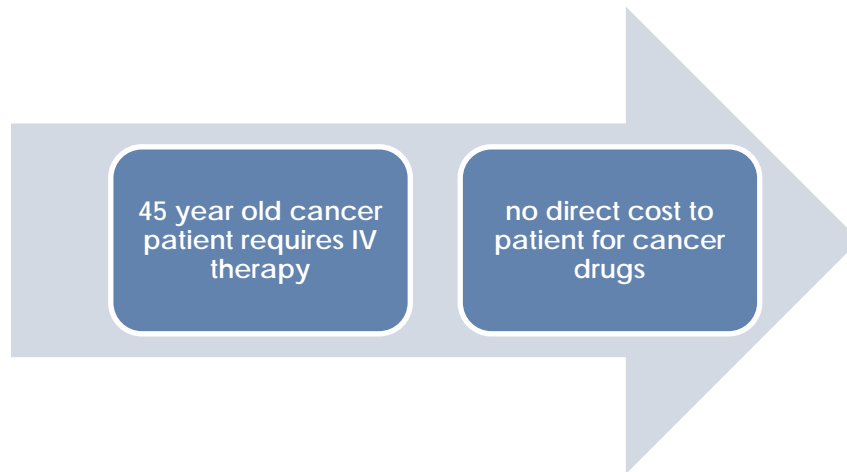 45 year old cancer
patient requires IV
therapy
no direct cost to
patient for cancer
drugs